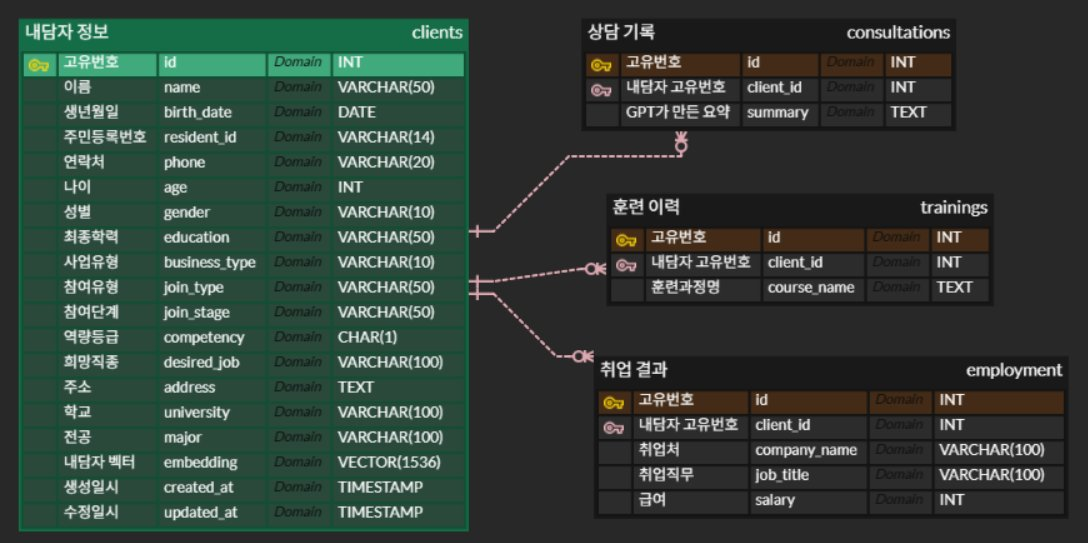 내담자 정보 clients
고유번호 id Domain INT
이름 name Domain VARCHAR(50)
생년월일 birth_date Domain DATE
주민등록번호 resident_id Domain VARCHAR(14)
연락처 phone Domain VARCHAR(20)
나이 age Domain INT
성별 gender Domain VARCHAR(10)
최종학력 education Domain VARCHAR(50)
사업유형 business_type Domain VARCHAR(10)
참여유형 join_type Domain VARCHAR(50)
참여단계 join_stage Domain VARCHAR(50)
역량등급 competency Domain CHAR(1)
희망직종 desired_job Domain VARCHAR(100)
주소 address Domain TEXT
학교 university Domain VARCHAR(100)
전공 major Domain VARCHAR(100)
내담자 벡터 embedding Domain VECTOR(1536)
생성일시 created_at Domain TIMESTAMP
수정일시 updated_at Domain TIMESTAMP
상담 기록 consultations
고유번호 id Domain INT
내담자 고유번호 client_id Domain INT
GPT가 만든 요약 summary Domain TEXT
훈련 이력 trainings
고유번호 id Domain INT
내담자 고유번호 client_id Domain INT
훈련과정명 course_name Domain TEXT
취업 결과 employment
고유번호 id Domain INT
내담자 고유번호 client_id Domain INT
취업처 company_name Domain VARCHAR(100)
취업직무 job_title Domain VARCHAR(100)
급여 salary Domain INT